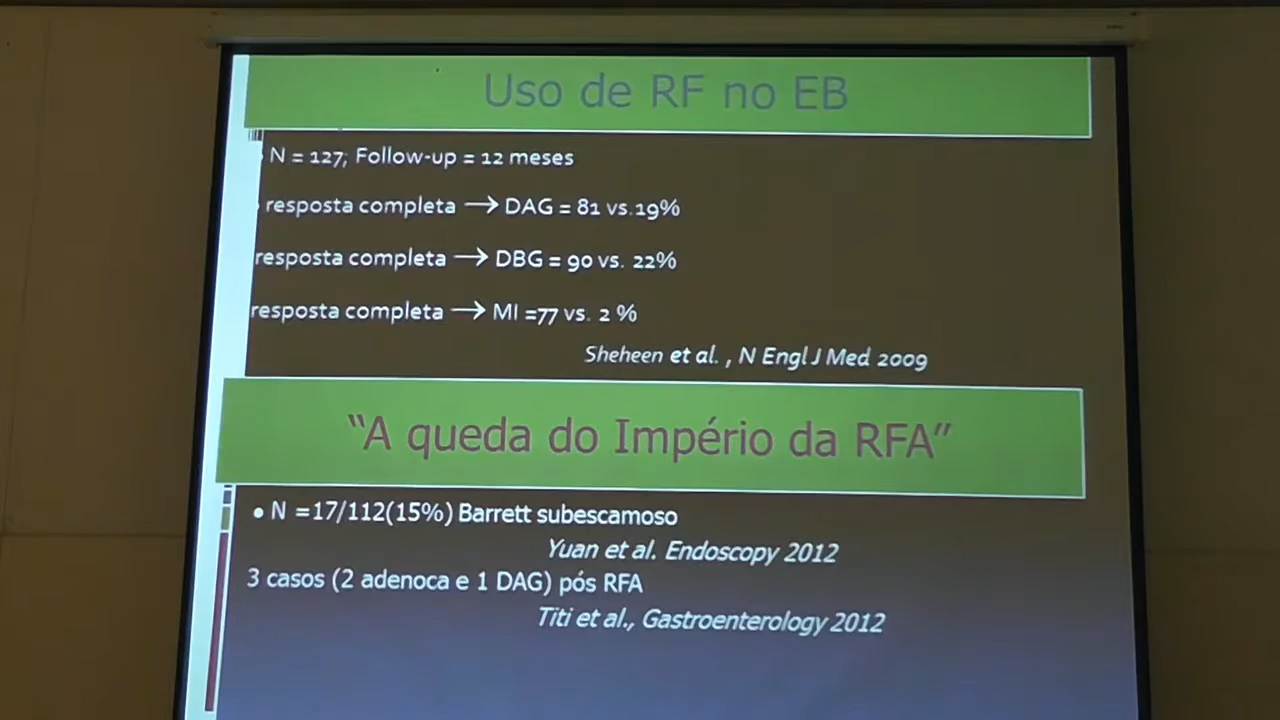 Uso de RF no EB
N = 127; Follow-up = 12 meses
resposta completa → DAG = 81 vs.19%
resposta completa → DBG = 90 vs. 22%
resposta completa → MI =77 vs. 2 %
Sheheen et al. , N Engl J Med 2009
“A queda do Império da RFA”
• N =17/112(15%) Barrett subescamoso
Yuan et al. Endoscopy 2012
3 casos (2 adenoca e 1 DAG) pós RFA
Titi et al., Gastroenterology 2012